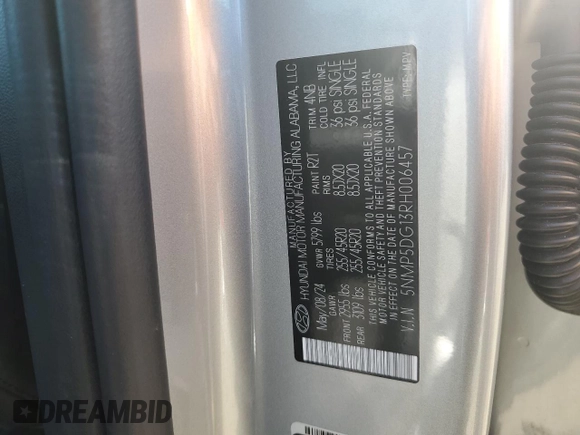 MANUFACTURED BY
HYUNDAI MOTOR MANUFACTURING ALABAMA, LLC
May/08/24 GVWR 5799 lbs PAINT R2T TRIM 4NB
GAWR TIRES RIMS COLD TIRE INFL
FRONT 2955 lbs 255/45R20 8.5JX20 36 psi SINGLE
REAR 3109 lbs 255/45R20 8.5JX20 36 psi SINGLE
THIS VEHICLE CONFORMS TO ALL APPLICABLE U.S.A. FEDERAL
MOTOR VEHICLE SAFETY AND THEFT PREVENTION STANDARDS
IN EFFECT ON THE DATE OF MANUFACTURE SHOWN ABOVE.
V.I.N 5NMP5DG13RH006457 TYPE: MPV
DREAMBID